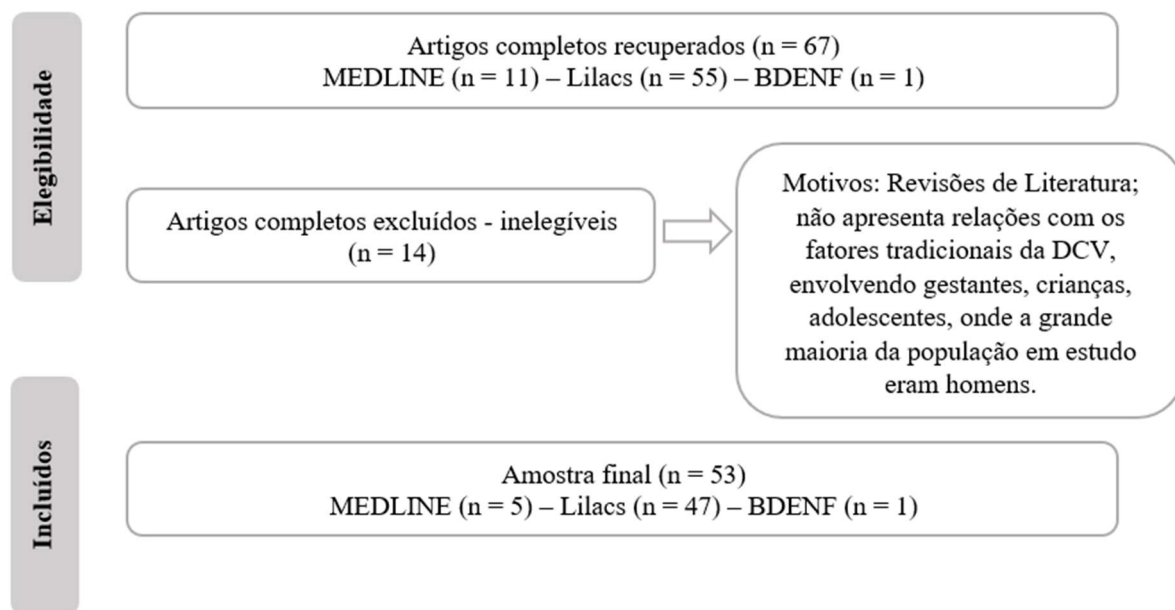 Elegibilidade
Artigos completos recuperados (n = 67)
MEDLINE (n = 11) – Lilacs (n = 55) – BDENF (n = 1)
Artigos completos excluídos - inelegíveis
(n = 14)
Motivos: Revisões de Literatura;
não apresenta relações com os
fatores tradicionais da DCV,
envolvendo gestantes, crianças,
adolescentes, onde a grande
maioria da população em estudo
eram homens.
Incluídos
Amostra final (n = 53)
MEDLINE (n = 5) – Lilacs (n = 47) – BDENF (n = 1)